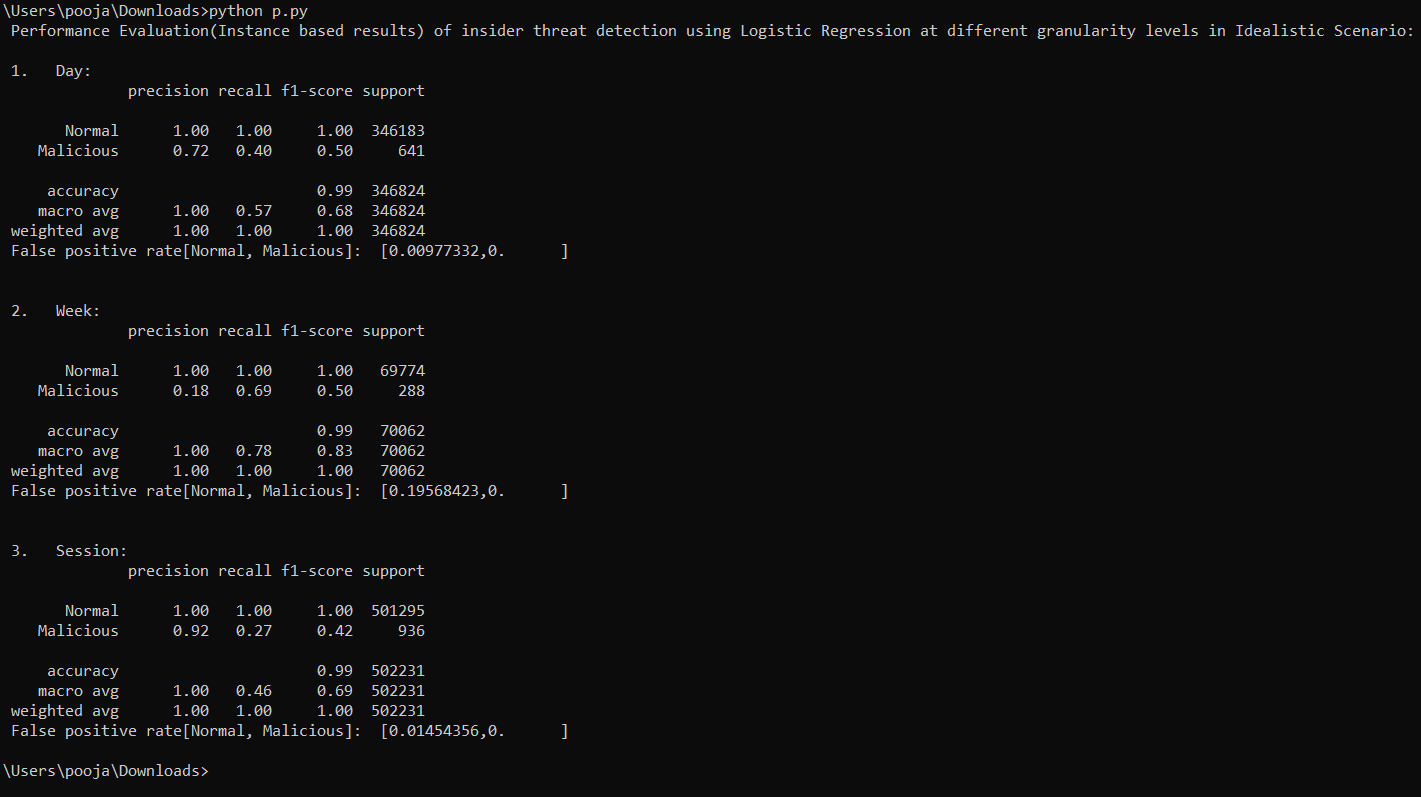 \Users\pooja\Downloads>python p.py
Performance Evaluation(Instance based results) of insider threat detection using Logistic Regression at different granularity levels in Idealistic Scenario:
1. Day:
precision recall f1-score support
Normal 1.00 1.00 1.00 346183
Malicious 0.72 0.40 0.50 641
accuracy 0.99 346824
macro avg 1.00 0.57 0.68 346824
weighted avg 1.00 1.00 1.00 346824
False positive rate[Normal, Malicious]: [0.00977332,0. ]
2. Week:
precision recall f1-score support
Normal 1.00 1.00 1.00 69774
Malicious 0.18 0.69 0.50 288
accuracy 0.99 70062
macro avg 1.00 0.78 0.83 70062
weighted avg 1.00 1.00 1.00 70062
False positive rate[Normal, Malicious]: [0.19568423,0. ]
3. Session:
precision recall f1-score support
Normal 1.00 1.00 1.00 501295
Malicious 0.92 0.27 0.42 936
accuracy 0.99 502231
macro avg 1.00 0.46 0.69 502231
weighted avg 1.00 1.00 1.00 502231
False positive rate[Normal, Malicious]: [0.01454356,0. ]
\Users\pooja\Downloads>